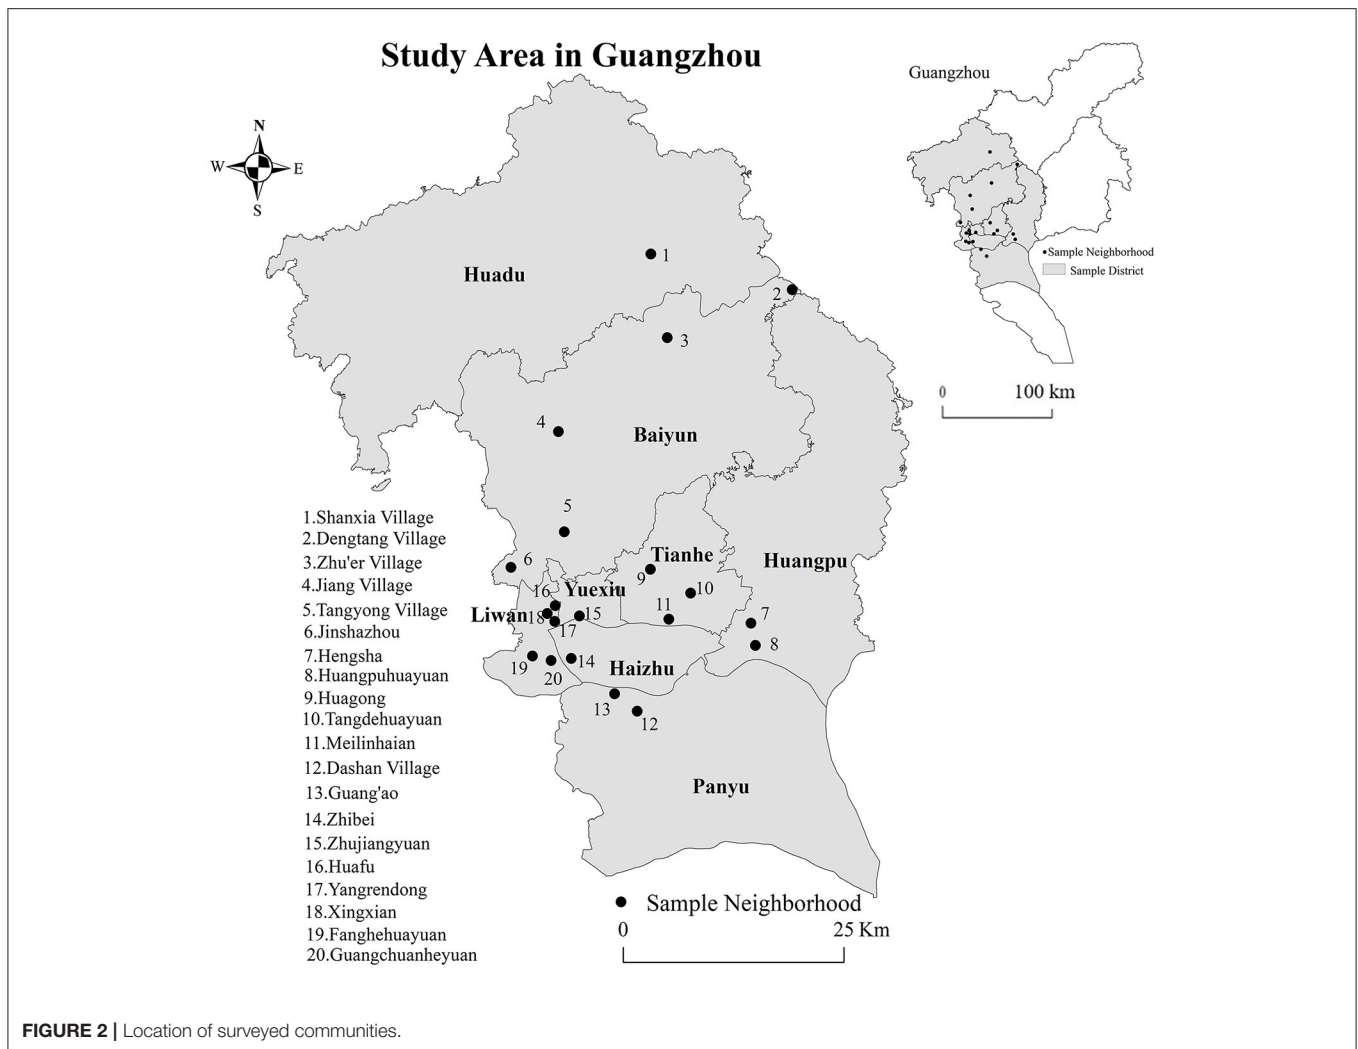 Study Area in Guangzhou
Guangzhou
N
W
E
S
Sample Neighborhood
Sample District
0
100 km
Huadu
1
2
3
4
Baiyun
5
6
Tianhe
Huangpu
9
10
Yuexiu
16
Liwan
18
15
11
7
17
8
19
20
14
Haizhu
13
12
Panyu
1.Shanxia Village
2.Dengtang Village
3.Zhu'er Village
4.Jiang Village
5.Tangyong Village
6.Jinshazhou
7.Hengsha
8.Huangpuhuayuan
9.Huagong
10.Tangdehuayuan
11.Meilinhaian
12.Dashan Village
13.Guang'ao
14.Zhibei
15.Zhujiangyuan
16.Huafu
17.Yangrendong
18.Xingxian
19.Fanghehuayuan
20.Guangchuanheyuan
Sample Neighborhood
0
25 Km
FIGURE 2 | Location of surveyed communities.